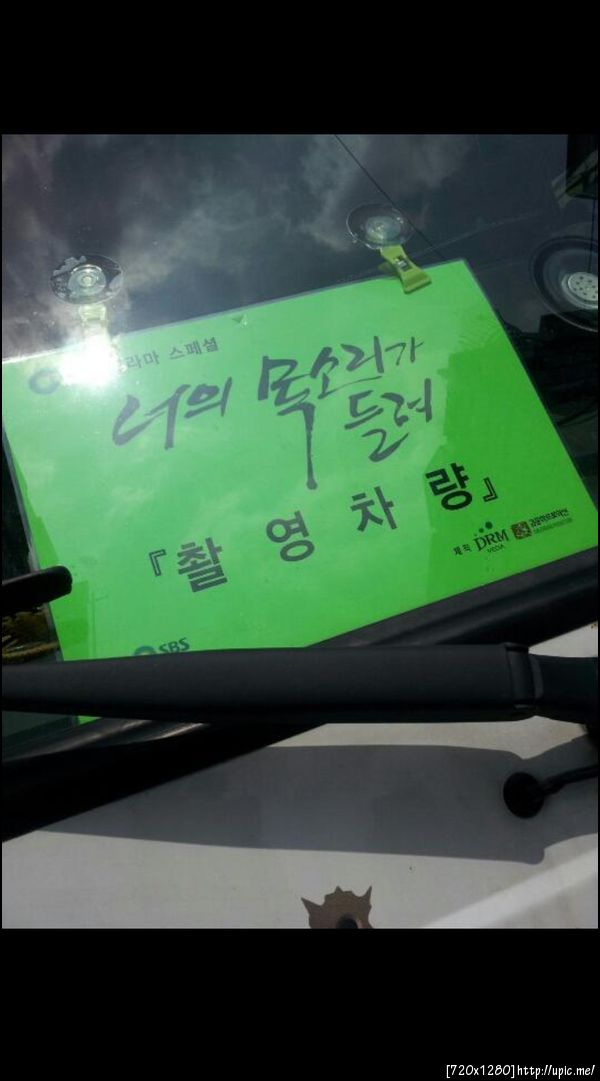 라마 스페셜
너의 목소리가
들려
『촬영차량』
제작 DRM
MEDIA
SBS
[720x1280]http://upic.me/